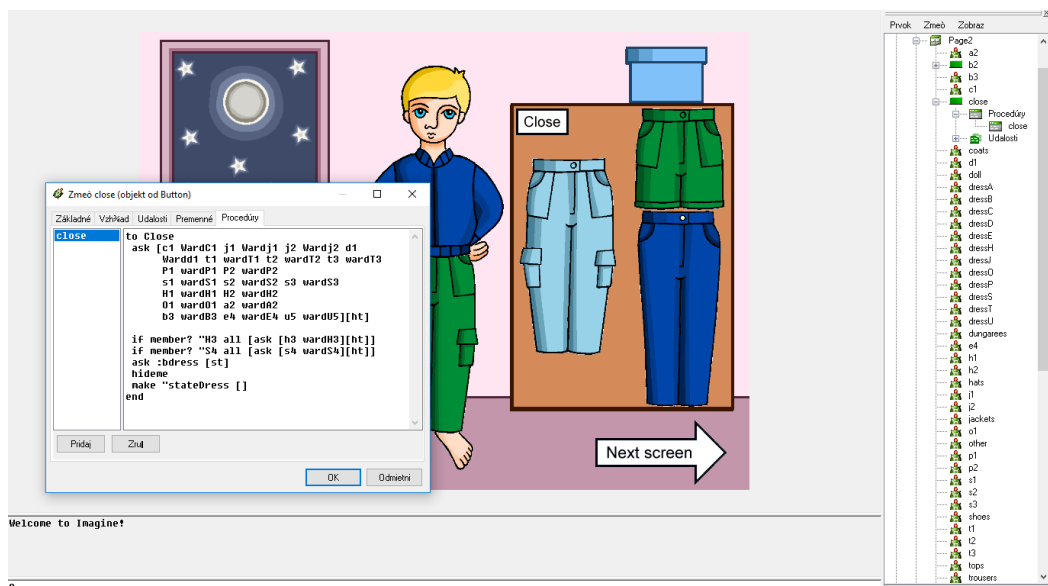 Prvok Zmeò Zobraz
Page2
a2
b2
b3
c1
close
Procedúry
close
Udalosti
coats
d1
doll
dressA
dressB
dressC
dressD
dressE
dressH
dressJ
dressO
dressP
dressS
dressT
dressU
dungarees
e4
h1
h2
hats
j1
j2
jackets
o1
other
p1
p2
s1
s2
s3
shoes
t1
t2
t3
tops
trousers
Close
Next screen
Zmeò close (objekt od Button)
Základné Vzh¾ad Udalosti Premenné Procedúry
close
to Close
ask [c1 WardC1 j1 Wardj1 j2 Wardj2 d1
Wardd1 t1 wardT1 t2 wardT2 t3 wardT3
P1 wardP1 P2 wardP2
s1 wardS1 s2 wardS2 s3 wardS3
H1 wardH1 H2 wardH2
O1 wardO1 a2 wardA2
b3 wardB3 e4 wardE4 u5 wardU5][ht]
if member? "H3 all [ask [h3 wardH3][ht]]
if member? "S4 all [ask [s4 wardS4][ht]]
ask :bdress [st]
hideme
make "stateDress []
end
Pridaj
OK
Odmietni
Welcome to Imagine!